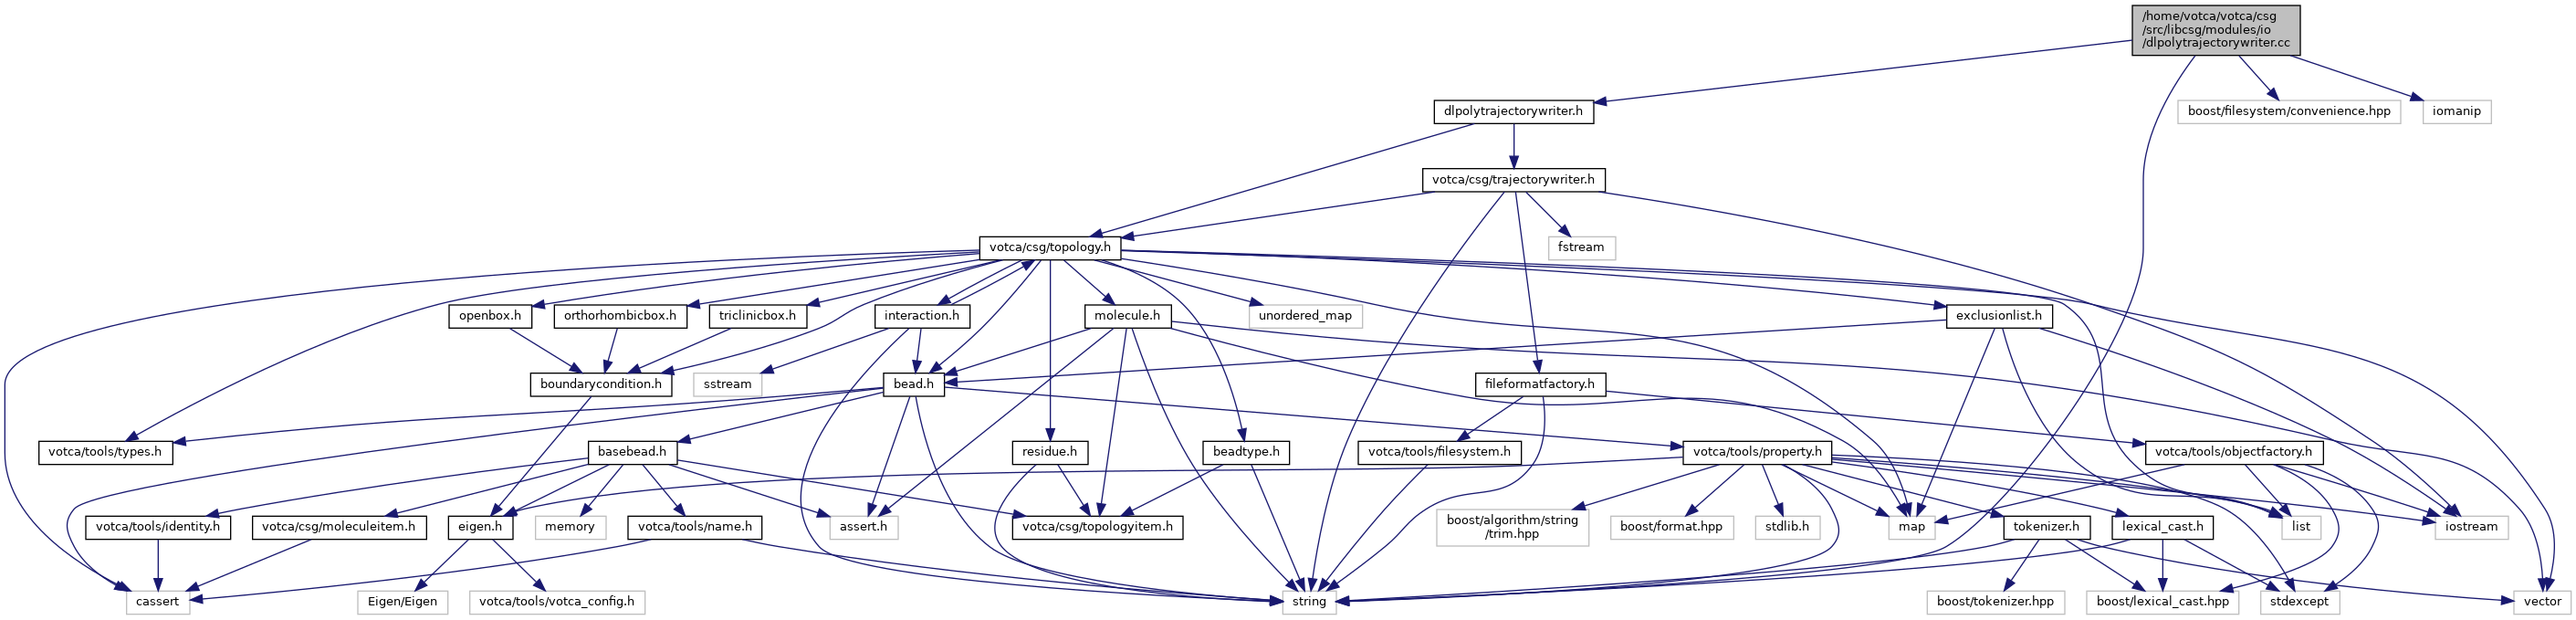 /home/votca/votca/csg
/src/libcsg/modules/io
/dlpolytrajectorywriter.cc
dlpolytrajectorywriter.h
boost/filesystem/convenience.hpp
iomanip
votca/csg/trajectorywriter.h
votca/csg/topology.h
fstream
openbox.h
orthorhombicbox.h
triclinicbox.h
interaction.h
molecule.h
unordered_map
exclusionlist.h
boundarycondition.h
sstream
bead.h
fileformatfactory.h
votca/tools/types.h
basebead.h
residue.h
beadtype.h
votca/tools/filesystem.h
votca/tools/property.h
votca/tools/objectfactory.h
votca/tools/identity.h
votca/csg/moleculeitem.h
eigen.h
memory
votca/tools/name.h
assert.h
votca/csg/topologyitem.h
boost/algorithm/string
/trim.hpp
boost/format.hpp
stdlib.h
map
tokenizer.h
lexical_cast.h
list
iostream
cassert
Eigen/Eigen
votca/tools/votca_config.h
string
boost/tokenizer.hpp
boost/lexical_cast.hpp
stdexcept
vector